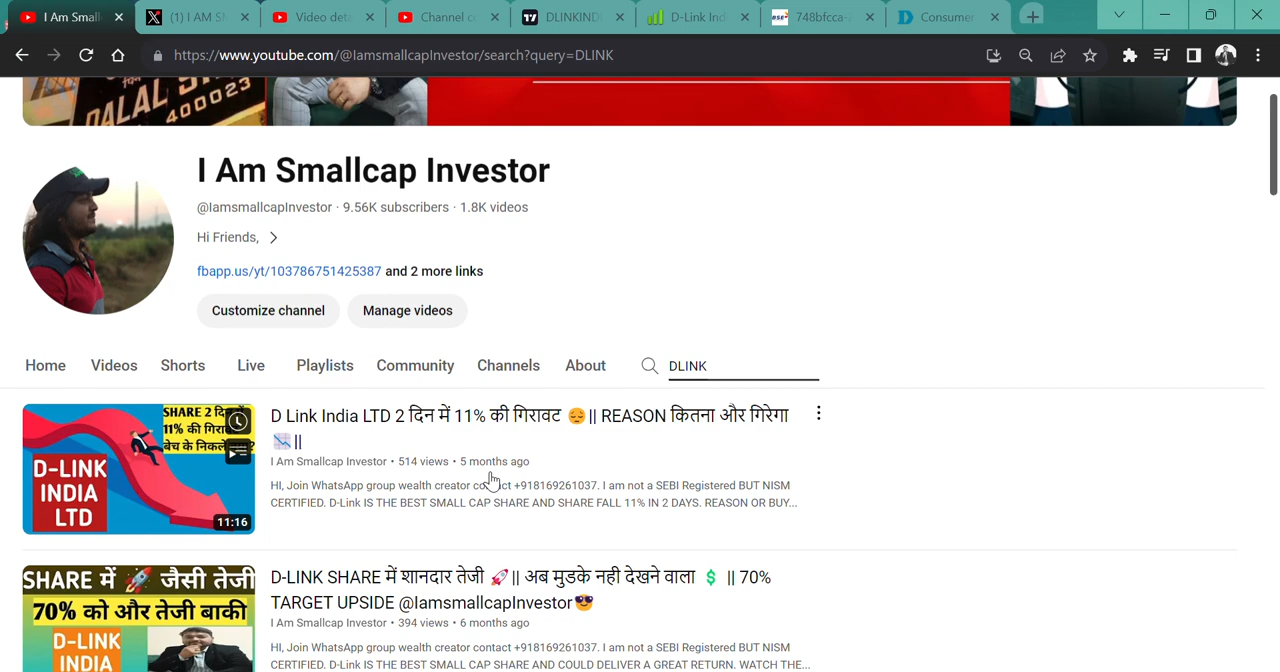 I Am Small
(1) I AM SM
Video deta
Channel co
DLINKIND
D-Link Ind
748bfcca-
Consumer
https://www.youtube.com/@IamsmallcapInvestor/search?query=DLINK
DALAL ST
400023
I Am Smallcap Investor
@IamsmallcapInvestor · 9.56K subscribers · 1.8K videos
Hi Friends,
fbapp.us/yt/103786751425387 and 2 more links
Customize channel Manage videos
Home Videos Shorts Live Playlists Community Channels About DLINK
SHARE 2
11% की
बेच के
D-LINK
INDIA
LTD
11:16
D Link India LTD 2 दिन में 11% की गिरावट 😔 || REASON कितना और गिरेगा
📉 ||
I Am Smallcap Investor • 514 views • 5 months ago
HI, Join WhatsApp group wealth creator contact +918169261037. I am not a SEBI Registered BUT NISM
CERTIFIED. D-Link IS THE BEST SMALL CAP SHARE AND SHARE FALL 11% IN 2 DAYS. REASON OR BUY...
SHARE में 🚀 जैसी तेजी
70% को और तेजी बाकी
D-LINK
INDIA
D-LINK SHARE में शानदार तेजी 🚀 || अब मुडके नही देखने वाला 💲 || 70%
TARGET UPSIDE @IamsmallcapInvestor😎
I Am Smallcap Investor • 394 views • 6 months ago
HI, Join WhatsApp group wealth creator contact +918169261037. I am not a SEBI Registered BUT NISM
CERTIFIED. D-Link IS THE BEST SMALL CAP SHARE AND COULD DELIVER A GREAT RETURN. WATCH THE...